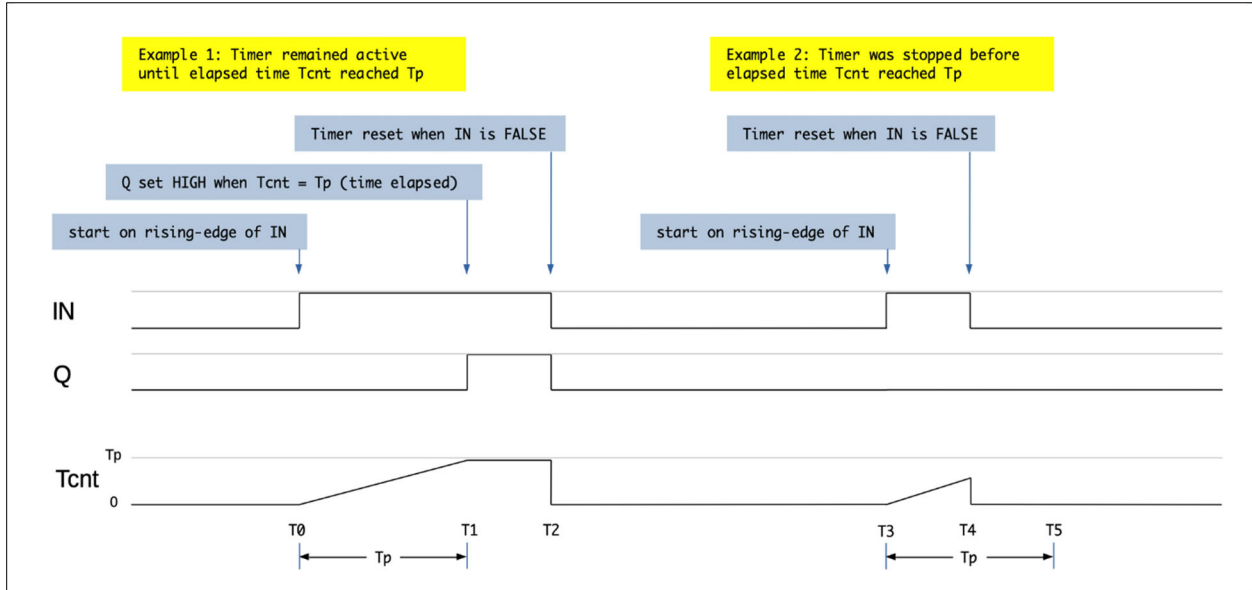 Example 1: Timer remained active
until elapsed time Tcnt reached Tp
Example 2: Timer was stopped before
elapsed time Tcnt reached Tp
Timer reset when IN is FALSE
Timer reset when IN is FALSE
Q set HIGH when Tcnt = Tp (time elapsed)
start on rising-edge of IN
start on rising-edge of IN
IN
Q
Tp
Tcnt
0
T0 T1 T2 T3 T4 T5
Tp Tp